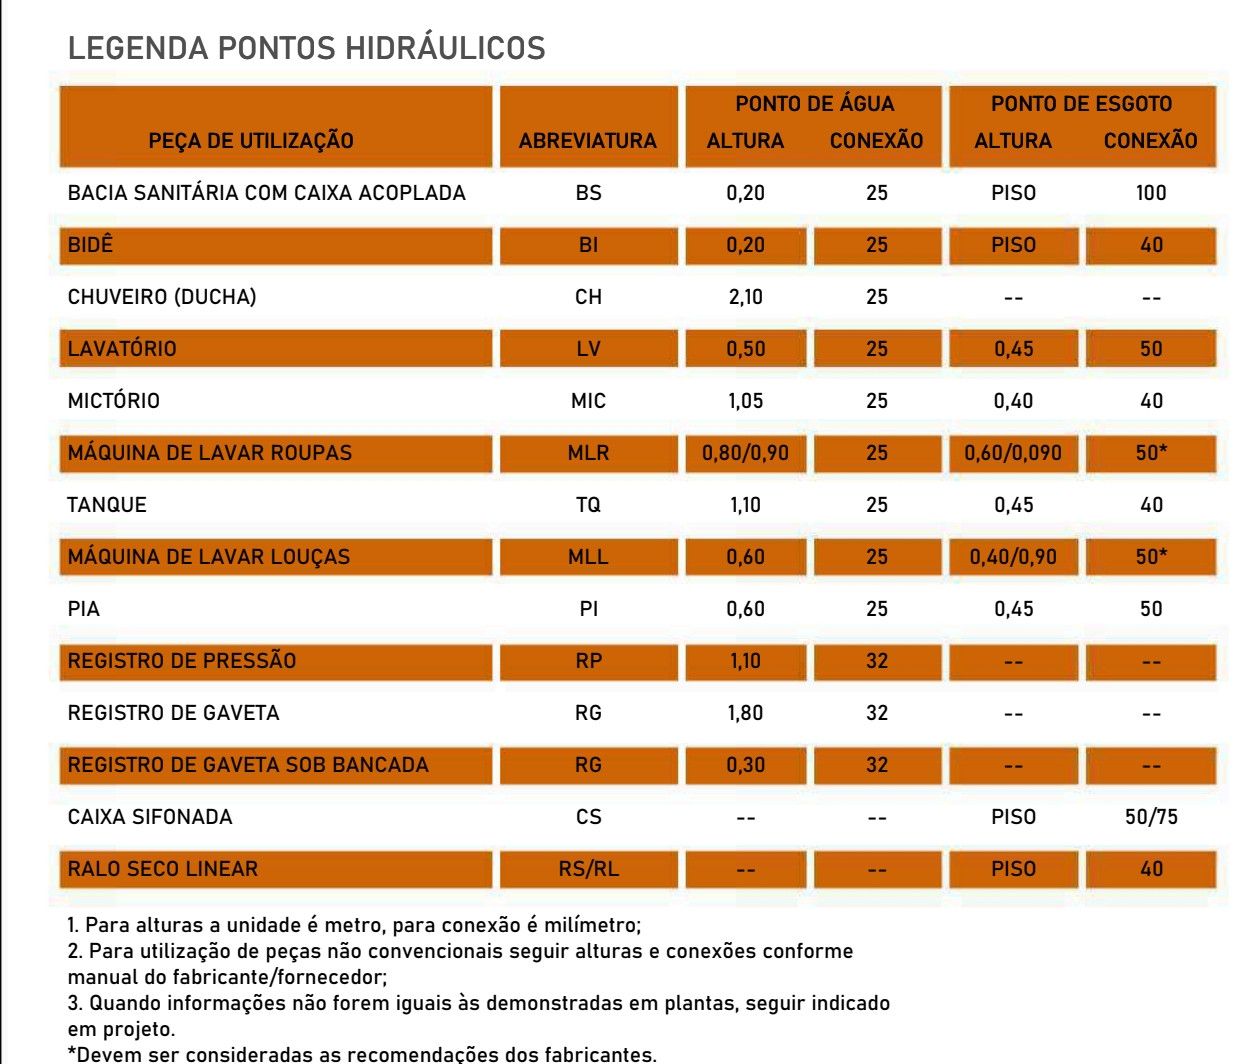 LEGENDA PONTOS HIDRÁULICOS
PONTO DE ÁGUA PONTO DE ESGOTO
PEÇA DE UTILIZAÇÃO ABREVIATURA ALTURA CONEXÃO ALTURA CONEXÃO
BACIA SANITÁRIA COM CAIXA ACOPLADA BS 0,20 25 PISO 100
BIDÊ BI 0,20 25 PISO 40
CHUVEIRO (DUCHA) CH 2,10 25 -- --
LAVATÓRIO LV 0,50 25 0,45 50
MICTÓRIO MIC 1,05 25 0,40 40
MÁQUINA DE LAVAR ROUPAS MLR 0,80/0,90 25 0,60/0,090 50*
TANQUE TQ 1,10 25 0,45 40
MÁQUINA DE LAVAR LOUÇAS MLL 0,60 25 0,40/0,90 50*
PIA PI 0,60 25 0,45 50
REGISTRO DE PRESSÃO RP 1,10 32 -- --
REGISTRO DE GAVETA RG 1,80 32 -- --
REGISTRO DE GAVETA SOB BANCADA RG 0,30 32 -- --
CAIXA SIFONADA CS -- -- PISO 50/75
RALO SECO LINEAR RS/RL -- -- PISO 40
1. Para alturas a unidade é metro, para conexão é milímetro;
2. Para utilização de peças não convencionais seguir alturas e conexões conforme
manual do fabricante/fornecedor;
3. Quando informações não forem iguais às demonstradas em plantas, seguir indicado
em projeto.
*Devem ser consideradas as recomendações dos fabricantes.